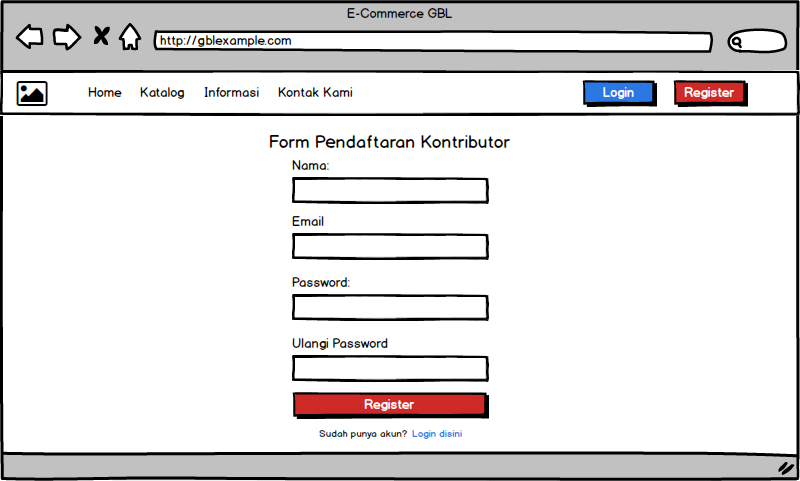 E-Commerce GBL
http://gblexample.com
Home Katalog Informasi Kontak Kami Login Register
Form Pendaftaran Kontributor
Nama:
Email
Password:
Ulangi Password
Register
Sudah punya akun? Login disini